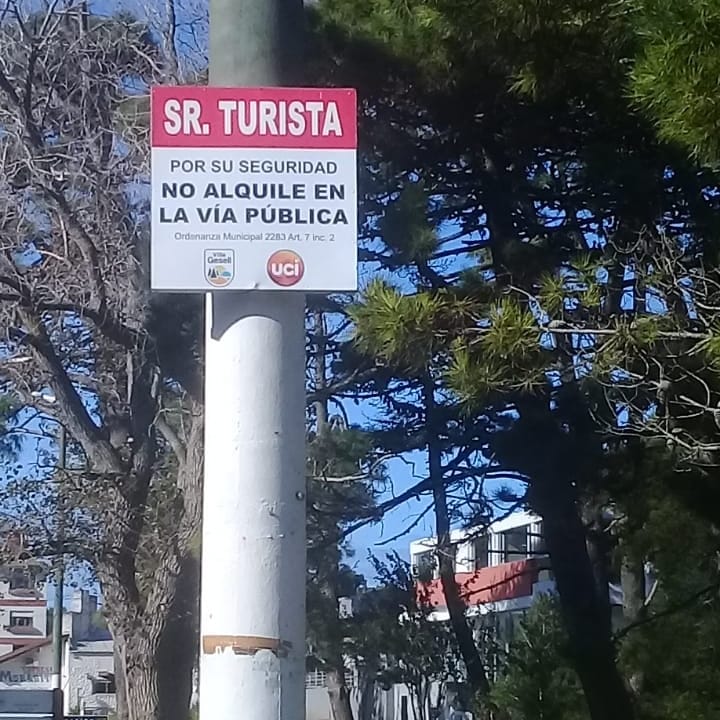 SR. TURISTA
POR SU SEGURIDAD
NO ALQUILE EN
LA VÍA PÚBLICA
Ordenanza Municipal 2283 Art. 7 inc. 2
Villa
Gesell
uci